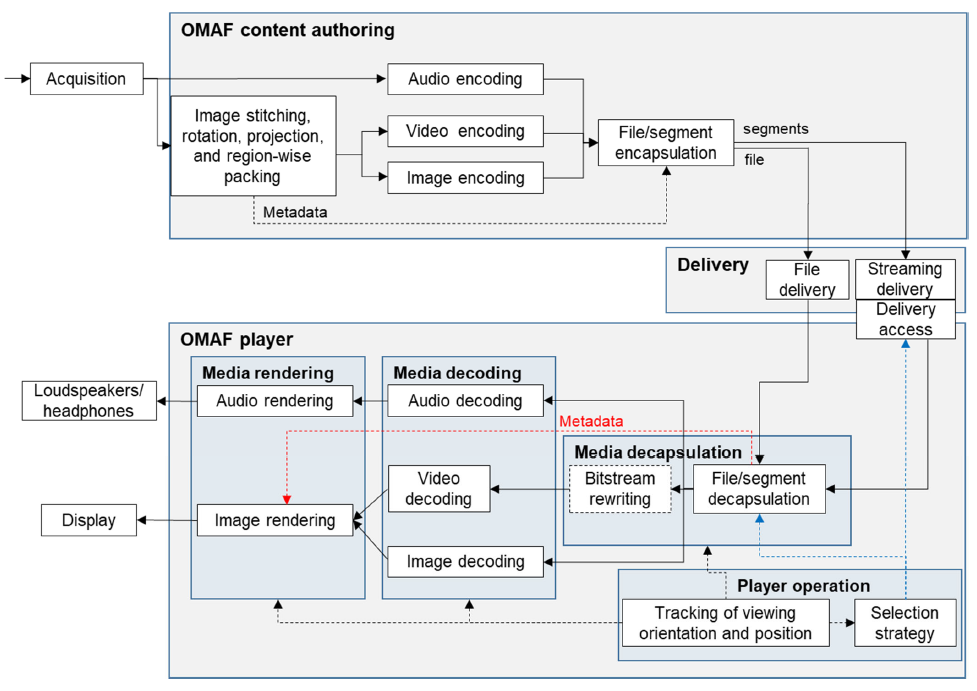 OMAF content authoring
Acquisition
Audio encoding
Image stitching,
rotation, projection,
and region-wise
packing
Video encoding
Image encoding
File/segment
encapsulation
segments
file
Metadata
Delivery
File
delivery
Streaming
delivery
Delivery
access
OMAF player
Media rendering
Media decoding
Loudspeakers/
headphones
Audio rendering
Audio decoding
Metadata
Media decapsulation
Video
decoding
Bitstream
rewriting
File/segment
decapsulation
Display
Image rendering
Image decoding
Player operation
Tracking of viewing
orientation and position
Selection
strategy